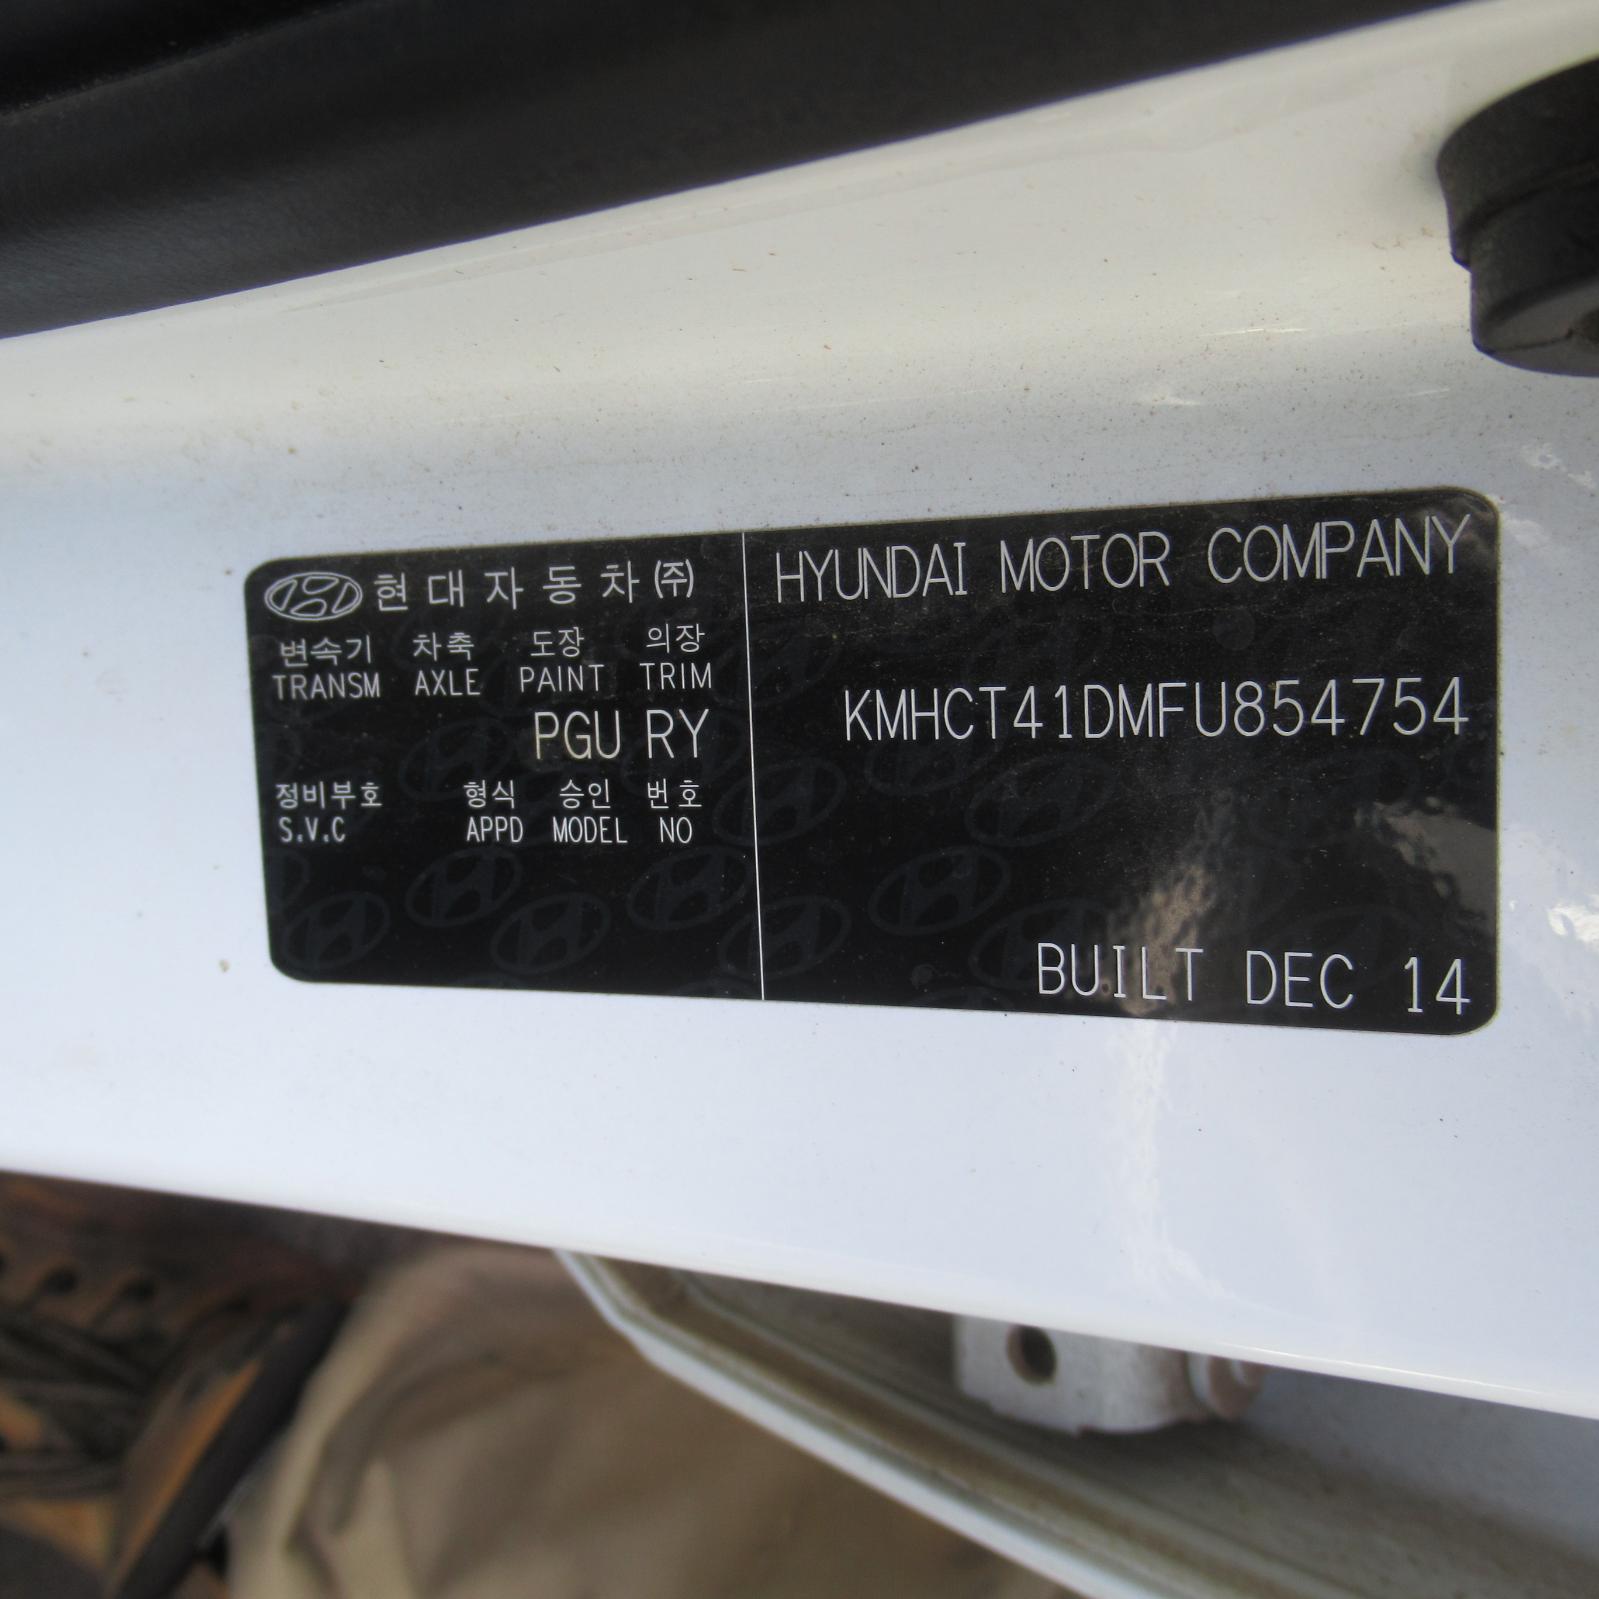 현대자동차(주)
변속기 차축 도장 의장
TRANSM AXLE PAINT TRIM
PGU RY
정비부호 형식 승인 번호
S.V.C APPD MODEL NO
HYUNDAI MOTOR COMPANY
KMHCT41DMFU854754
BUILT DEC 14